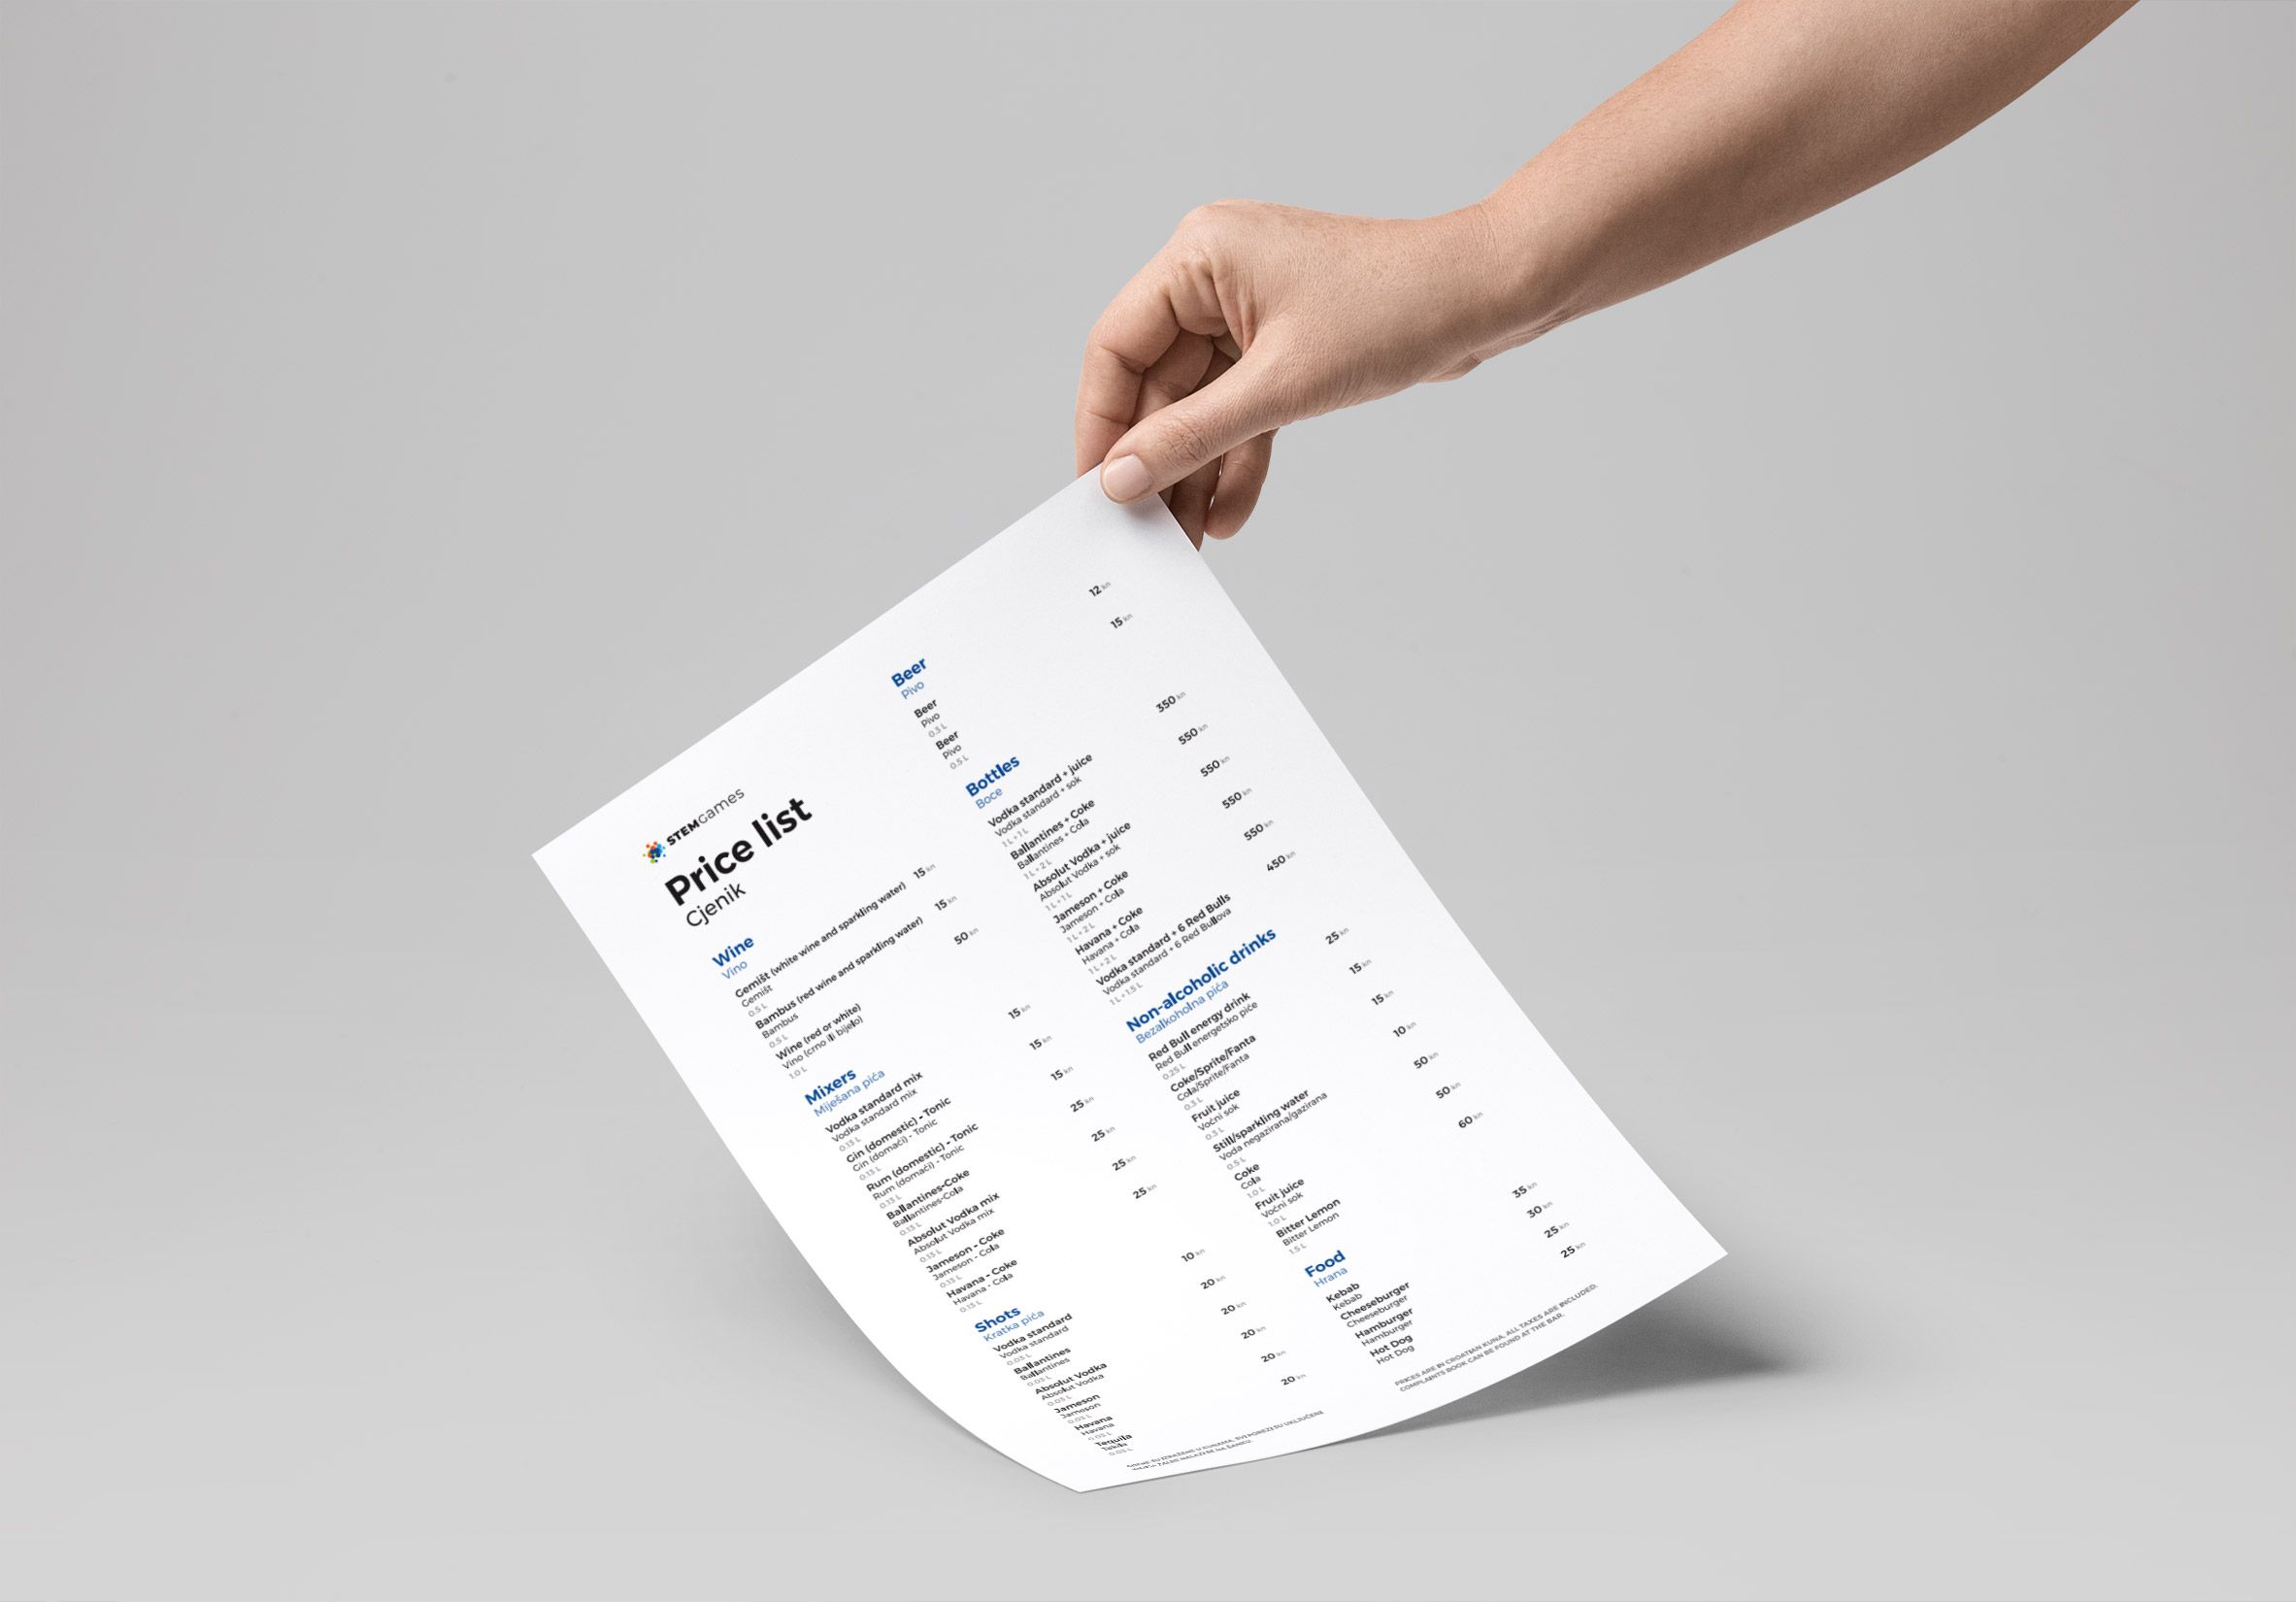 STEMGAMES
Price list
Cjenik
Wine
Vino
Gemišt (white wine and sparkling water) 15 kn
Gemišt
0.5 L
Bambus (red wine and sparkling water) 15 kn
Bambus
0.5 L
Wine (red or white) 50 kn
Vino (crno ili bijelo)
1.0 L
Mixers
Miješana pića
Vodka standard mix 15 kn
Vodka standard mix
0.13 L
Gin (domestic) - Tonic 15 kn
Gin (domaći) - Tonic
0.13 L
Rum (domestic) - Tonic 15 kn
Rum (domaći) - Tonic
0.13 L
Ballantines-Coke 25 kn
Ballantines-Cola
0.13 L
Absolut Vodka mix 25 kn
Absolut Vodka mix
0.13 L
Jameson - Coke 25 kn
Jameson - Cola
0.13 L
Havana - Coke 25 kn
Havana - Cola
0.13 L
Shots
Kratka pića
Vodka standard 10 kn
Vodka standard
0.03 L
Ballantines 20 kn
Ballantines
0.03 L
Absolut Vodka 20 kn
Absolut Vodka
0.03 L
Jameson 20 kn
Jameson
0.03 L
Havana 20 kn
Havana
0.03 L
Tequila 20 kn
0.03 L
SU IZRAŽENE U KUNAMA. SVI POREZI SU UKLJUČENI
Beer
Pivo
Beer 12 kn
Pivo
0.3 L
Beer 15 kn
Pivo
0.5 L
Bottles
Boce
Vodka standard + juice 350 kn
Vodka standard + sok
1 L + 1 L
Ballantines + Coke 550 kn
Ballantines + Cola
1 L + 2 L
Absolut Vodka + juice 550 kn
Absolut Vodka + sok
1 L + 1 L
Jameson + Coke 550 kn
Jameson + Cola
1 L + 2 L
Havana + Coke 550 kn
Havana + Cola
1 L + 2 L
Vodka standard + 6 Red Bulls 450 kn
Vodka standard + 6 Red Bullova
1 L + 1.5 L
Non-alcoholic drinks
Bezalkoholna pića
Red Bull energy drink 25 kn
Red Bull energetsko piće
0.25 L
Coke/Sprite/Fanta 15 kn
Cola/Sprite/Fanta
0.3 L
Fruit juice 15 kn
Voćni sok
0.3 L
Still/sparkling water 10 kn
Voda negazirana/gazirana
0.5 L
Coke 50 kn
Cola
1.0 L
Fruit juice 50 kn
Voćni sok
1.0 L
Bitter Lemon 60 kn
Bitter Lemon
1.5 L
Food
Hrana
Kebab 35 kn
Kebab
Cheeseburger 30 kn
Cheeseburger
Hamburger 25 kn
Hamburger
Hot Dog 25 kn
Hot Dog
PRICES ARE IN CROATIAN KUNA. ALL TAXES ARE INCLUDED.
COMPLAINTS BOOK CAN BE FOUND AT THE BAR.